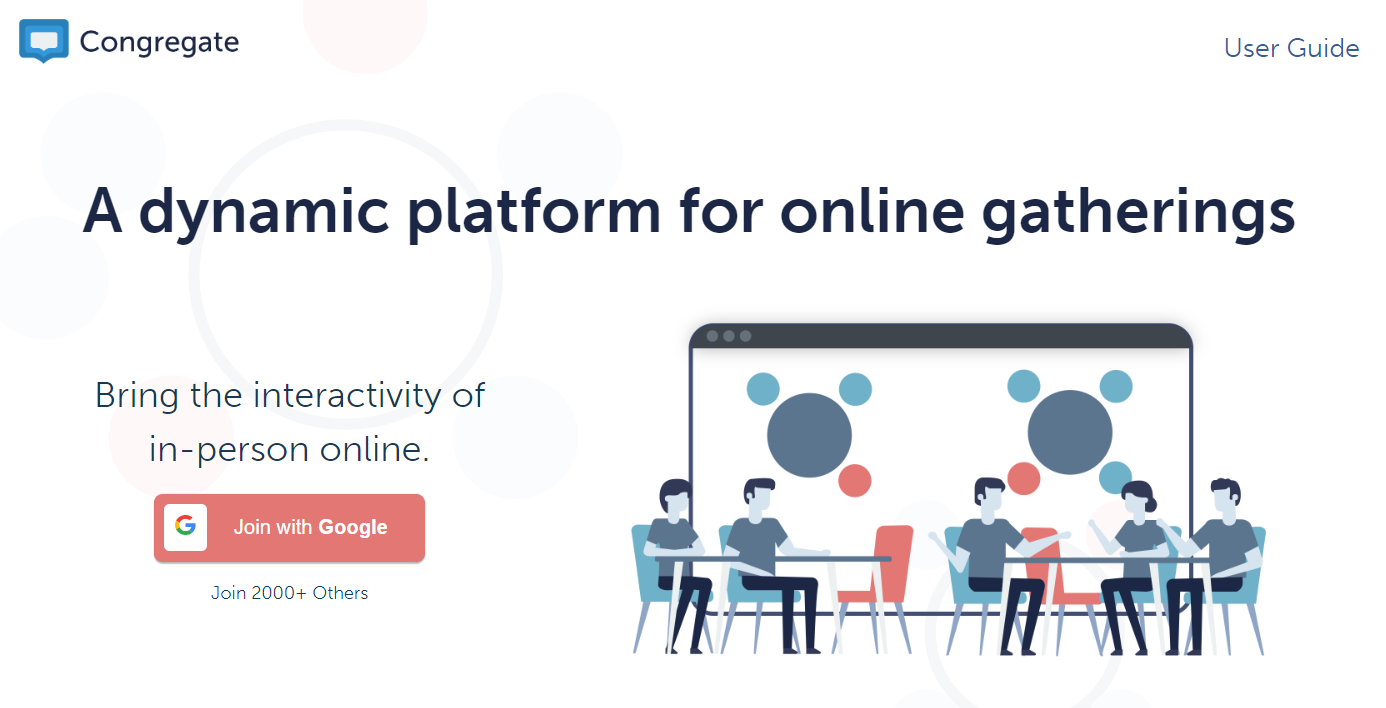 Congregate
User Guide
A dynamic platform for online gatherings
Bring the interactivity of
in-person online.
Join with Google
Join 2000+ Others